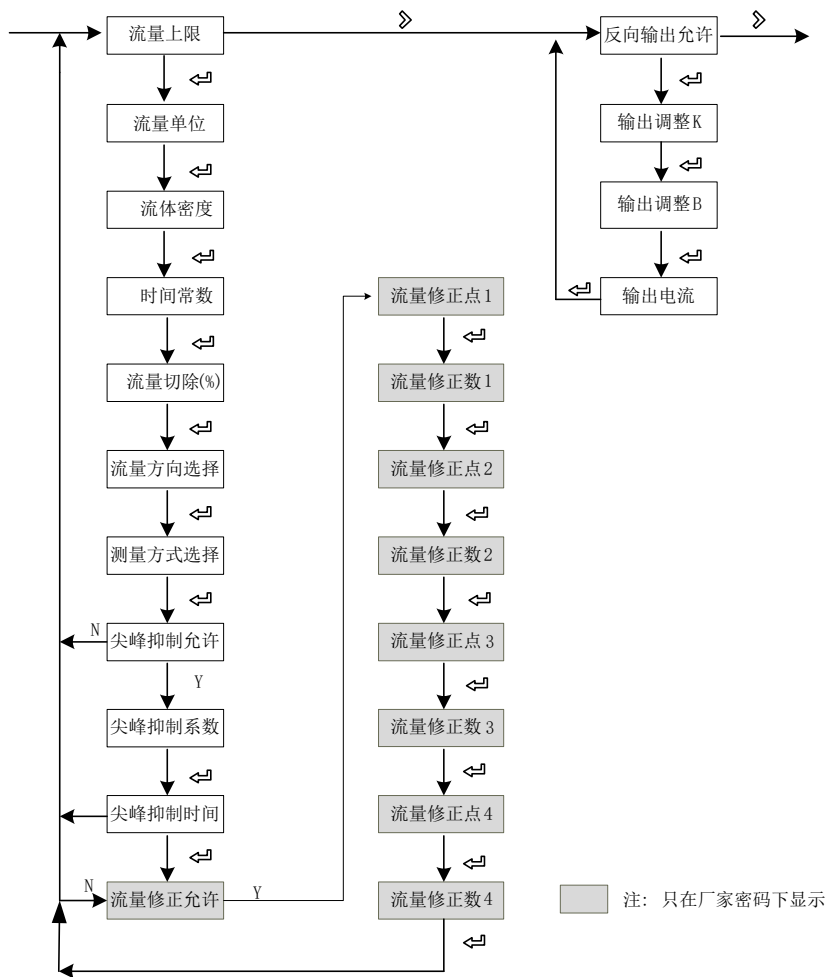 流量上限
流量单位
流体密度
时间常数
流量切除(%)
流量方向选择
测量方式选择
尖峰抑制允许
N
Y
尖峰抑制系数
尖峰抑制时间
流量修正允许
N
Y
流量修正点1
流量修正数1
流量修正点2
流量修正数2
流量修正点3
流量修正数3
流量修正点4
流量修正数4
反向输出允许
输出调整K
输出调整B
输出电流
注: 只在厂家密码下显示